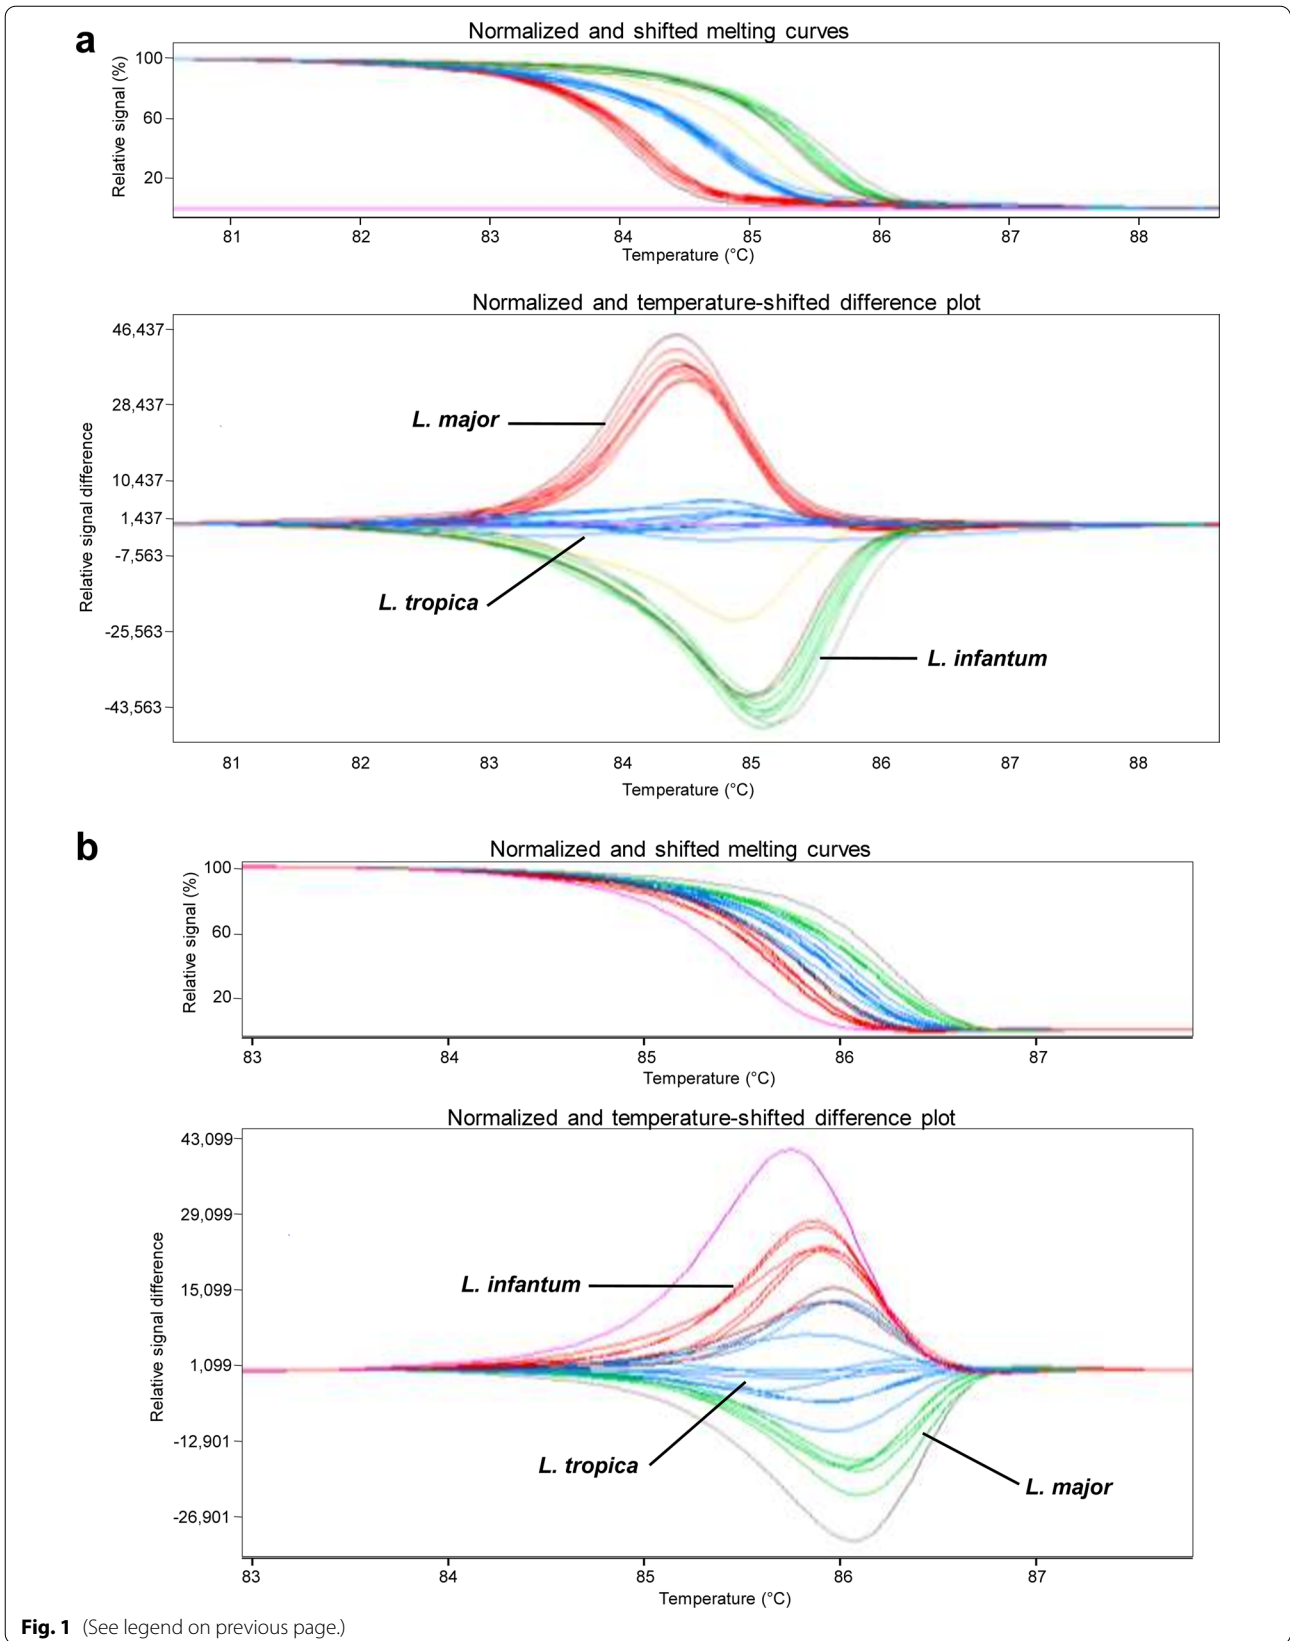 a
Normalized and shifted melting curves
Relative signal (%)
100
60
20
81 82 83 84 85 86 87 88
Temperature (°C)
Normalized and temperature-shifted difference plot
Relative signal difference
46,437
28,437
10,437
1,437
-7,563
-25,563
-43,563
L. major
L. tropica
L. infantum
81 82 83 84 85 86 87 88
Temperature (°C)
b
Normalized and shifted melting curves
Relative signal (%)
100
60
20
83 84 85 86 87
Temperature (°C)
Normalized and temperature-shifted difference plot
Relative signal difference
43,099
29,099
15,099
1,099
-12,901
-26,901
L. infantum
L. tropica
L. major
83 84 85 86 87
Temperature (°C)
Fig. 1 (See legend on previous page.)